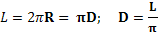 L = 2πR = πD; D = L/π